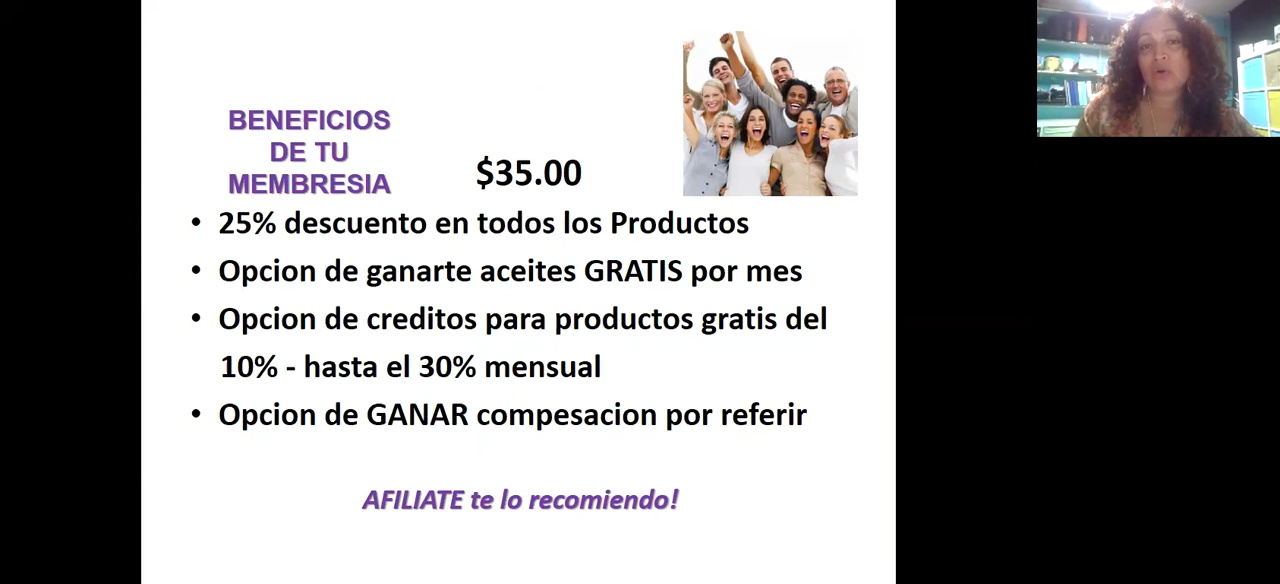 BENEFICIOS
DE TU
MEMBRESIA
$35.00
• 25% descuento en todos los Productos
• Opcion de ganarte aceites GRATIS por mes
• Opcion de creditos para productos gratis del
10% - hasta el 30% mensual
• Opcion de GANAR compesacion por referir
AFILIATE te lo recomiendo!